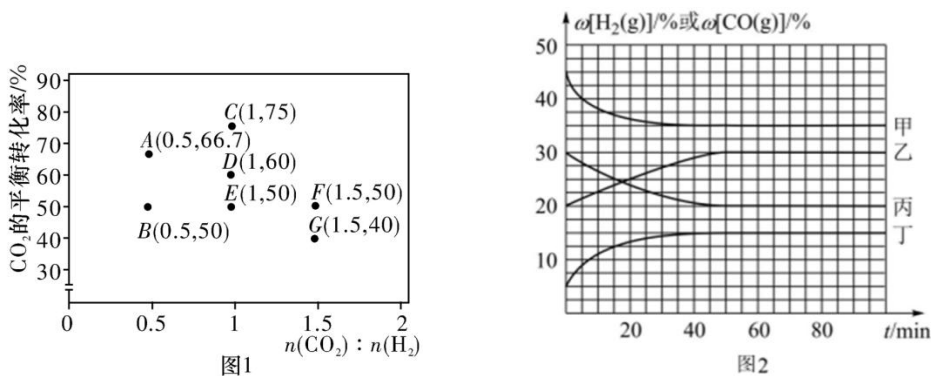 CO₂的平衡转化率/%
90
80
70
60
50
40
30
C(1,75)
A(0.5,66.7)
D(1,60)
E(1,50)
F(1.5,50)
B(0.5,50)
G(1.5,40)
0
0.5
1
1.5
2
n(CO₂):n(H₂)
图1
ω[H₂(g)]/%或ω[CO(g)]/%
50
40
30
20
10
甲
乙
丙
丁
20
40
60
80
t/min
图2